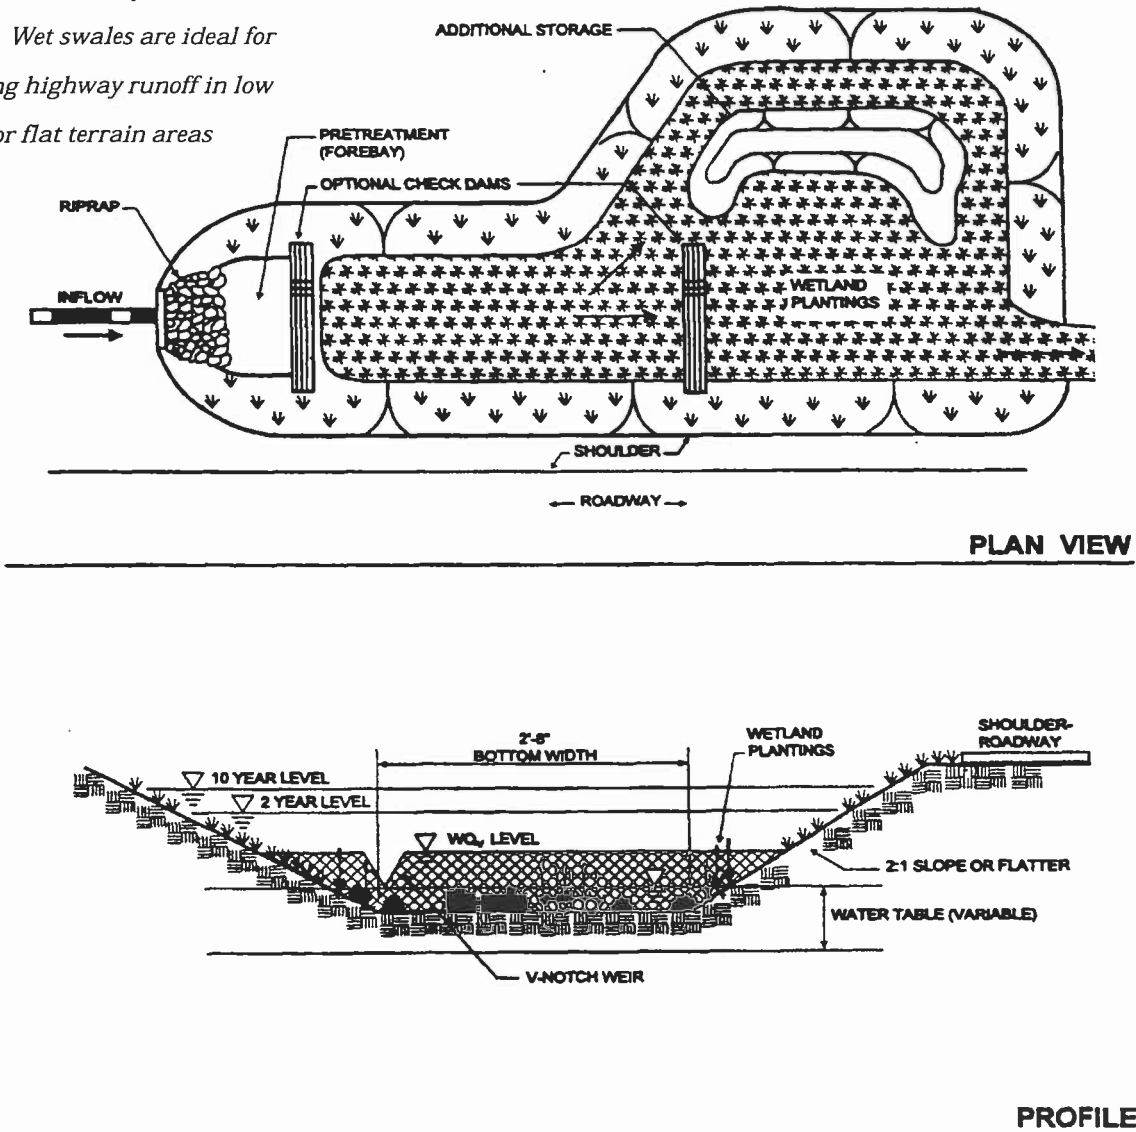 Wet swales are ideal for
ng highway runoff in low
or flat terrain areas
ADDITIONAL STORAGE
PRETREATMENT
(FOREBAY)
OPTIONAL CHECK DAMS
RIPRAP
INFLOW
WETLAND
PLANTINGS
SHOULDER
ROADWAY
PLAN VIEW
SHOULDER-
ROADWAY
WETLAND
PLANTINGS
2'-8"
BOTTOM WIDTH
10 YEAR LEVEL
2 YEAR LEVEL
WQv LEVEL
2:1 SLOPE OR FLATTER
WATER TABLE (VARIABLE)
V-NOTCH WEIR
PROFILE